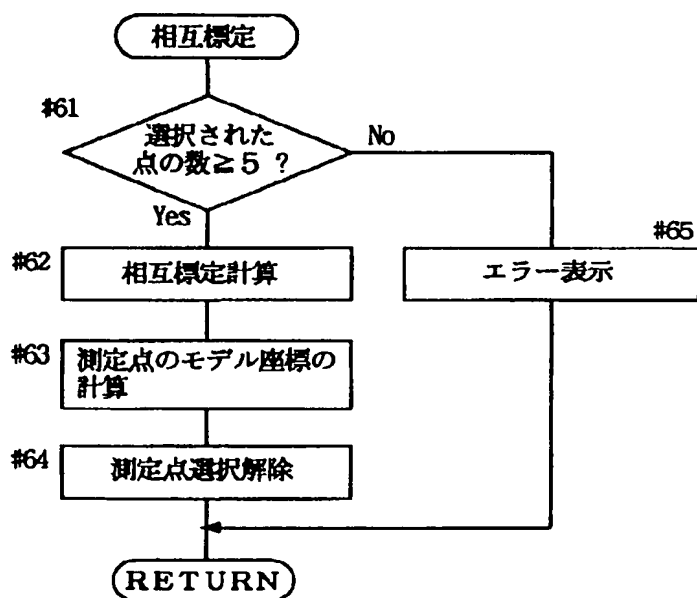 相互標定
#61
選択された
点の数≧5 ?
No
Yes
#65
#62
相互標定計算
エラー表示
#63
測定点のモデル座標の
計算
#64
測定点選択解除
RETURN